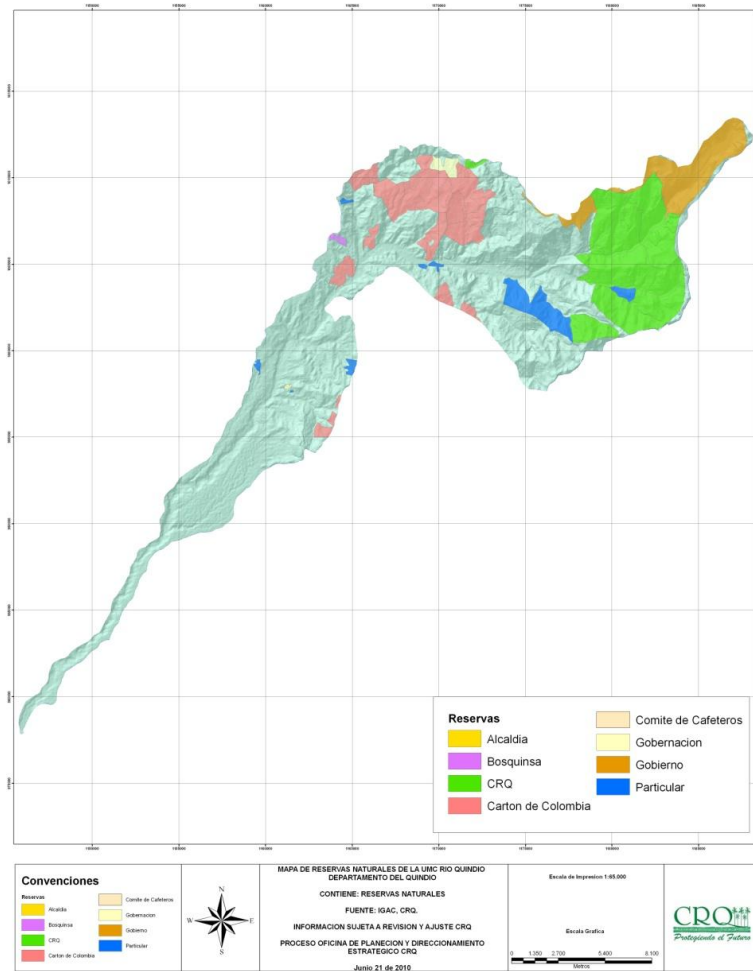 Reservas
Alcaldia
Bosquinsa
CRQ
Carton de Colombia
Comite de Cafeteros
Gobernacion
Gobierno
Particular
Convenciones
Reservas
Alcaldia
Bosquinsa
CRQ
Carton de Colombia
Comite de Cafeteros
Gobernacion
Gobierno
Particular
N
W E
S
MAPA DE RESERVAS NATURALES DE LA UMC RIO QUINDIO
DEPARTAMENTO DEL QUINDIO
CONTIENE: RESERVAS NATURALES
FUENTE: IGAC, CRQ.
INFORMACION SUJETA A REVISION Y AJUSTE CRQ
PROCESO OFICINA DE PLANECION Y DIRECCIONAMIENTO
ESTRATEGICO CRQ
Junio 21 de 2010
Escala de Impresion 1:65.000
Escala Grafica
0 1.350 2.700 5.400 8.100
Metros
CRQ
Protegiendo el Futuro